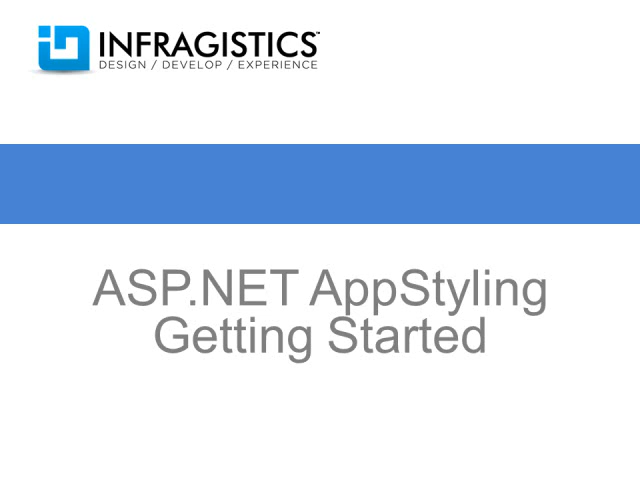 INFRAGISTICS™
DESIGN / DEVELOP / EXPERIENCE
ASP.NET AppStyling
Getting Started